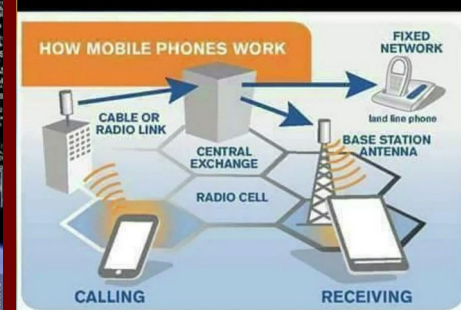 HOW MOBILE PHONES WORK
FIXED
NETWORK
land line phone
CABLE OR
RADIO LINK
CENTRAL
EXCHANGE
BASE STATION
ANTENNA
RADIO CELL
CALLING
RECEIVING